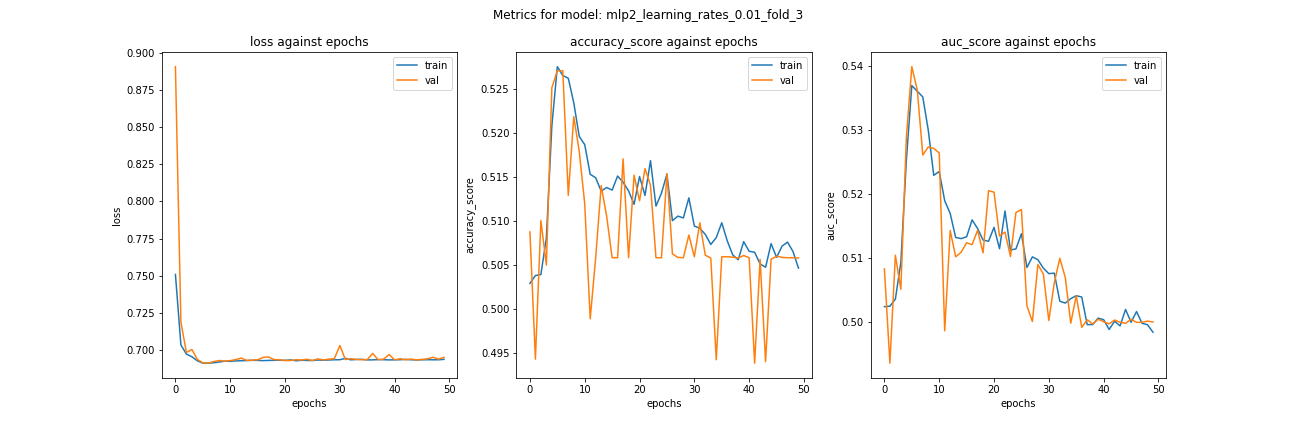 Metrics for model: mlp2_learning_rates_0.01_fold_3
loss against epochs
train
val
0.900
0.875
0.850
0.825
0.800
0.775
0.750
0.725
0.700
loss
0 10 20 30 40 50
epochs
accuracy_score against epochs
train
val
0.525
0.520
0.515
0.510
0.505
0.500
0.495
accuracy_score
0 10 20 30 40 50
epochs
auc_score against epochs
train
val
0.54
0.53
0.52
0.51
0.50
auc_score
0 10 20 30 40 50
epochs